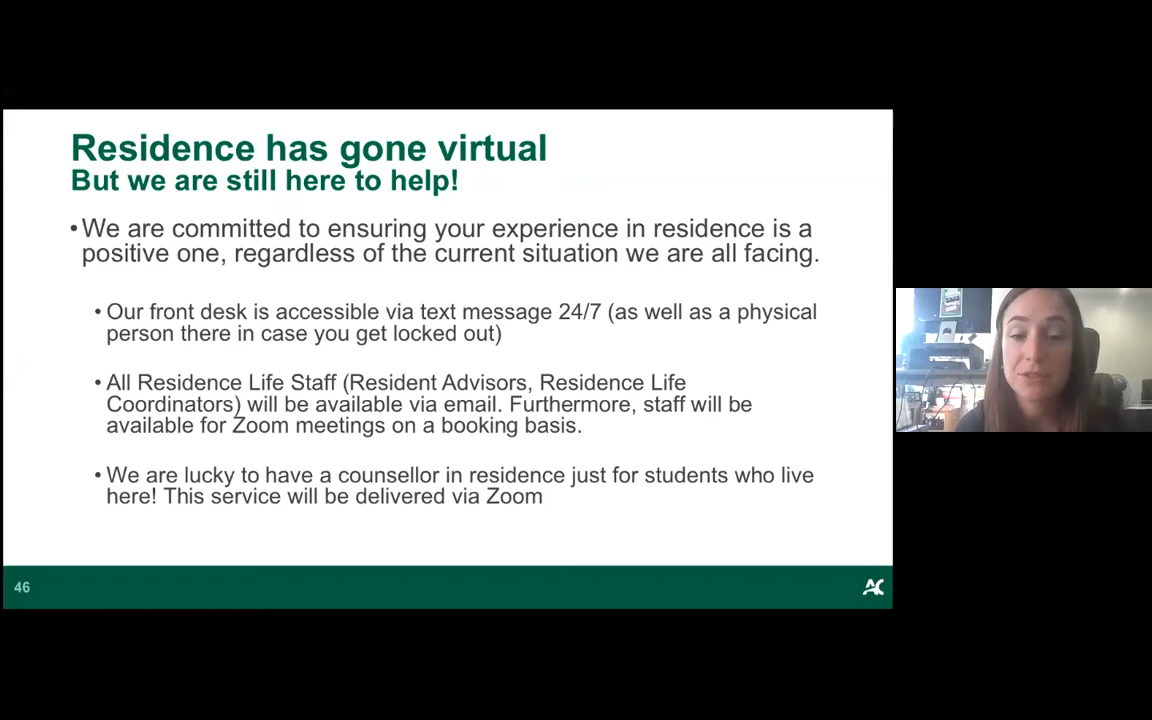 Residence has gone virtual
But we are still here to help!
•We are committed to ensuring your experience in residence is a
positive one, regardless of the current situation we are all facing.
• Our front desk is accessible via text message 24/7 (as well as a physical
person there in case you get locked out)
• All Residence Life Staff (Resident Advisors, Residence Life
Coordinators) will be available via email. Furthermore, staff will be
available for Zoom meetings on a booking basis.
• We are lucky to have a counsellor in residence just for students who live
here! This service will be delivered via Zoom
46
AC